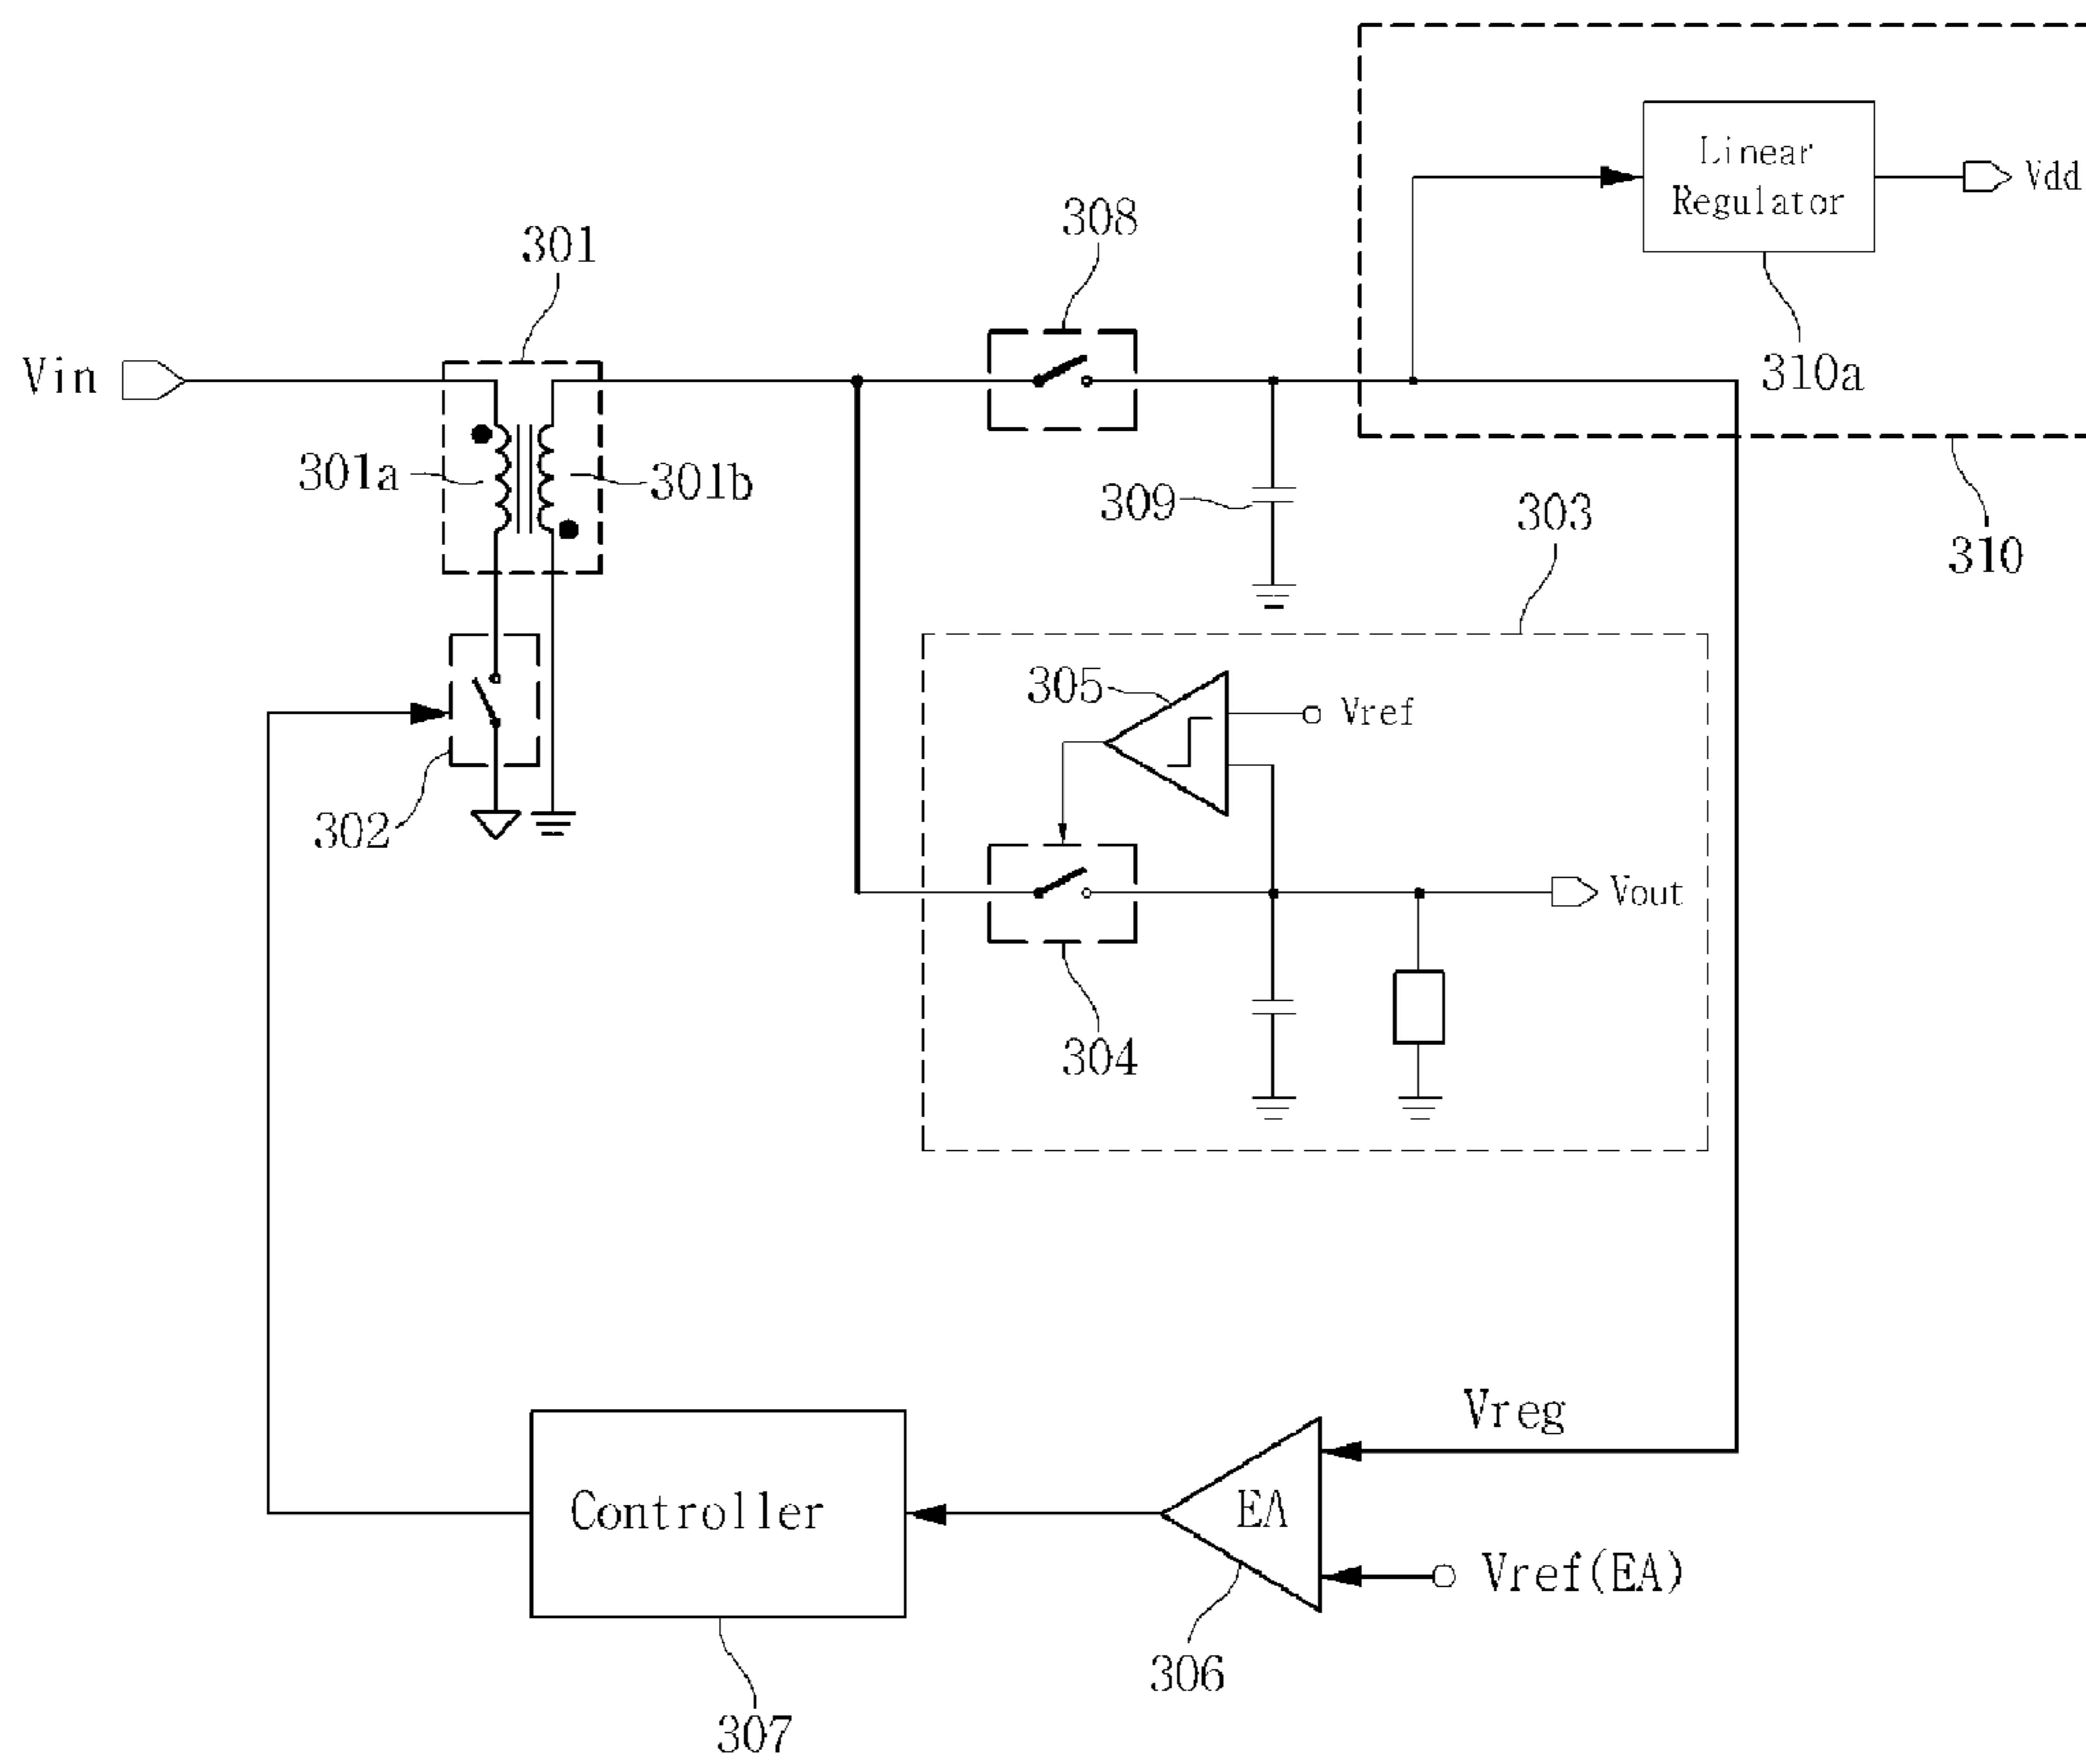 Linear
Regulator
Vdd
308
301
310a
Vin
301a
301b
309
303
310
305
Vref
302
Vout
304
Vreg
Controller
EA
Vref(EA)
306
307